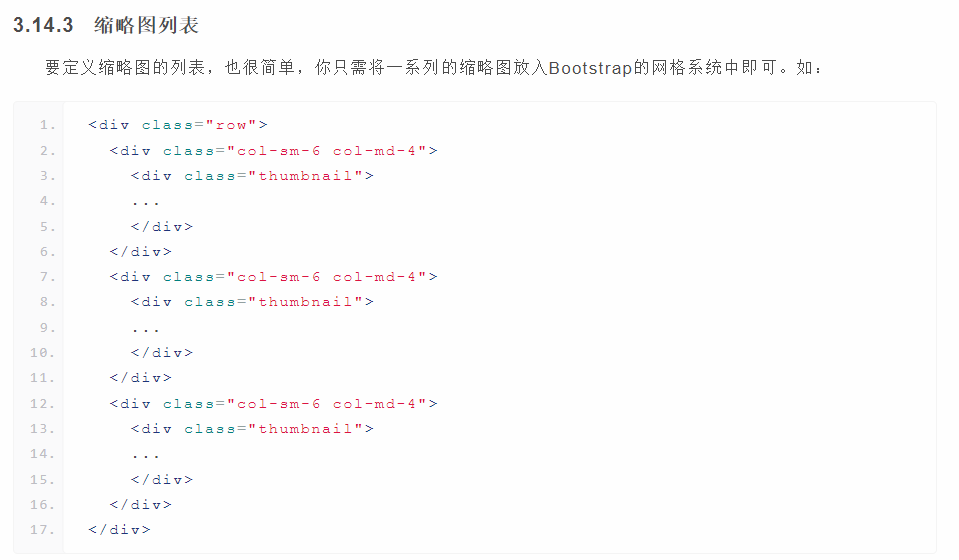 3.14.3 缩略图列表
要定义缩略图的列表，也很简单，你只需将一系列的缩略图放入Bootstrap的网格系统中即可。如：
1. <div class="row">
2. <div class="col-sm-6 col-md-4">
3. <div class="thumbnail">
4. ...
5. </div>
6. </div>
7. <div class="col-sm-6 col-md-4">
8. <div class="thumbnail">
9. ...
10. </div>
11. </div>
12. <div class="col-sm-6 col-md-4">
13. <div class="thumbnail">
14. ...
15. </div>
16. </div>
17. </div>